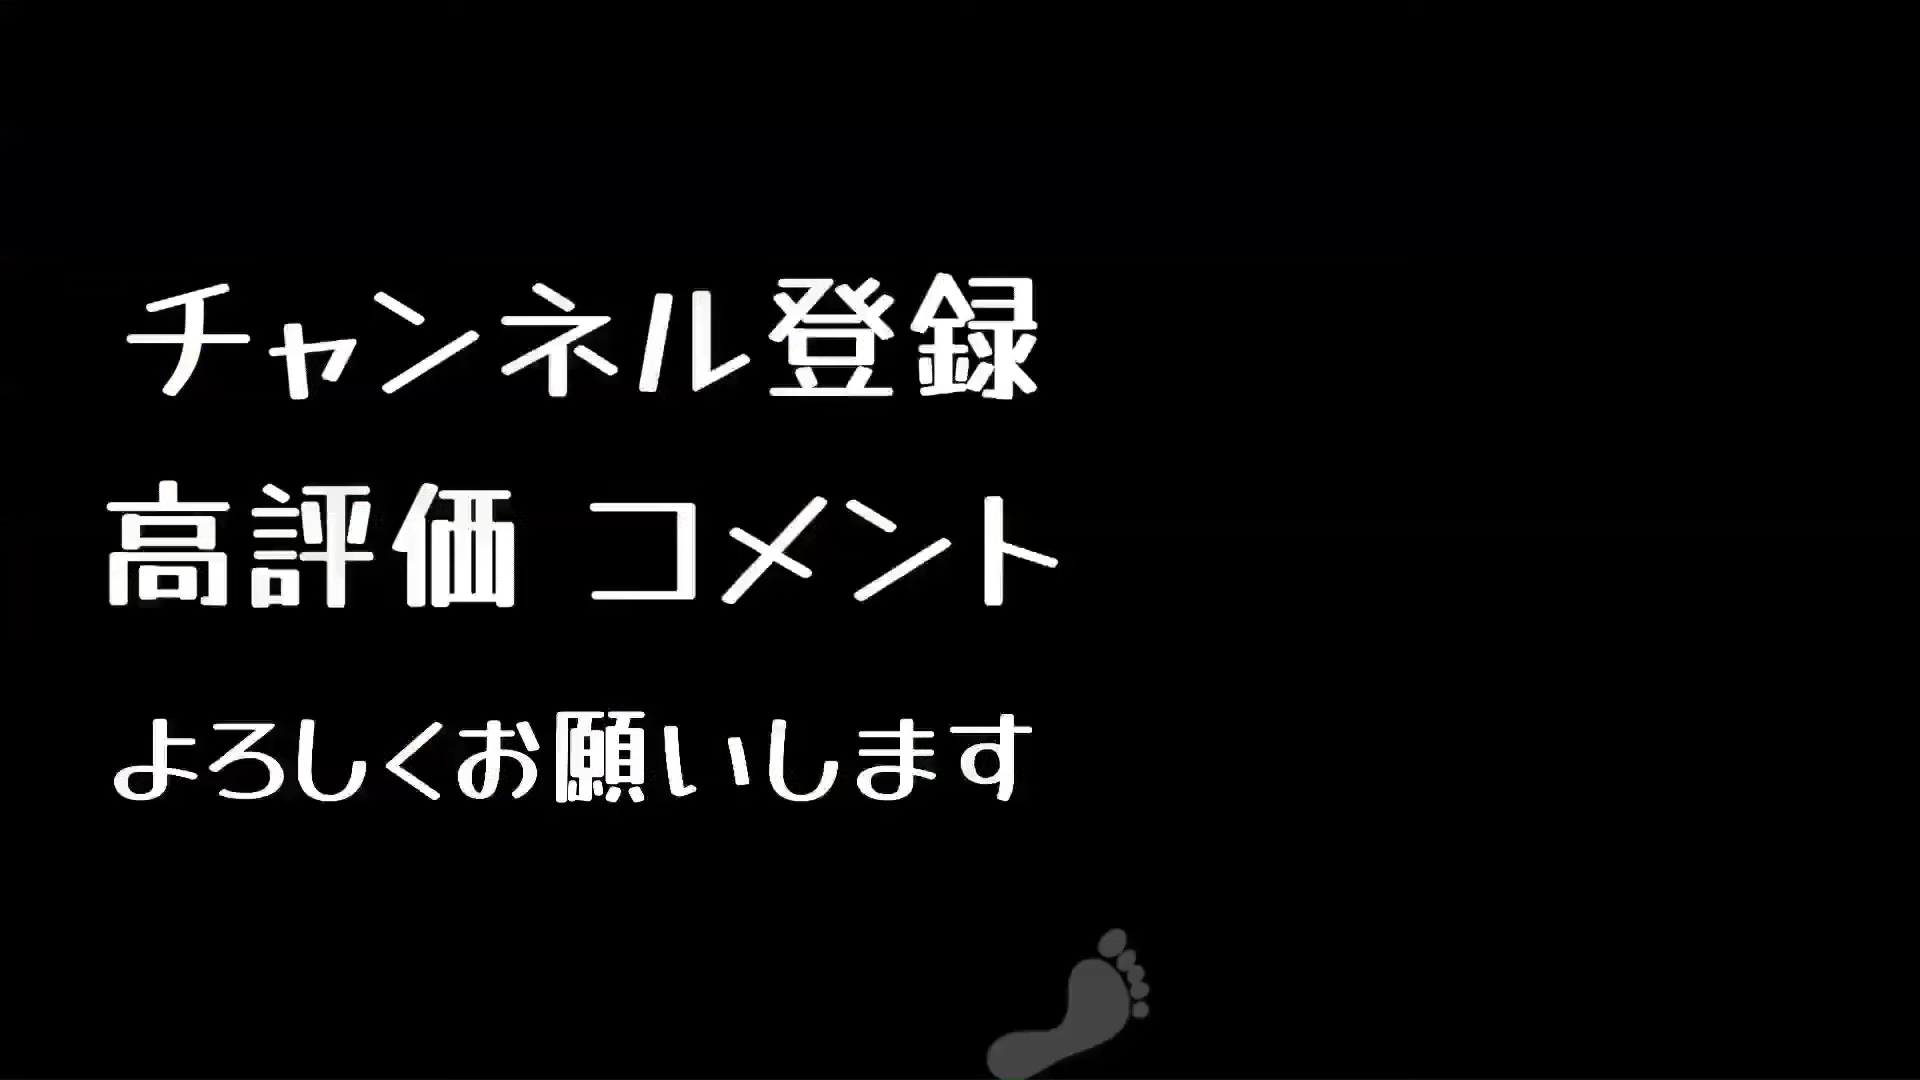 チャンネル登録
高評価 コメント
よろしくお願いします